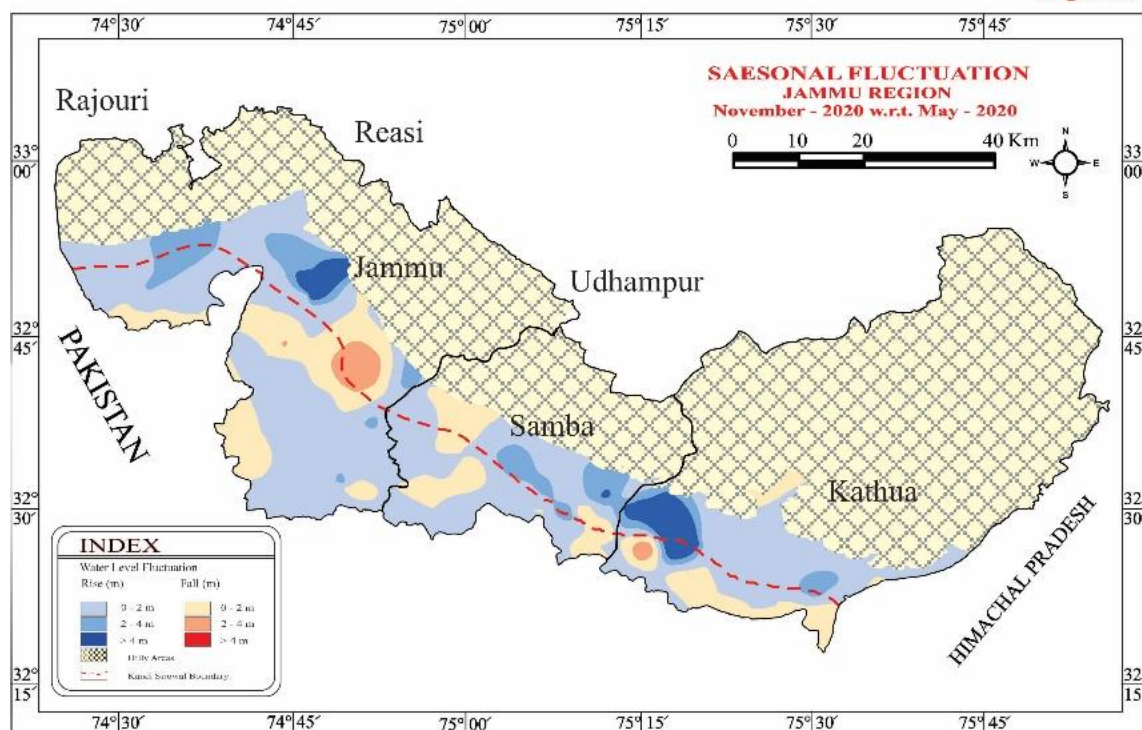 74°30′ 74°45′ 75°00′ 75°15′ 75°30′ 75°45′
SAESONAL FLUCTUATION
JAMMU REGION
November - 2020 w.r.t. May - 2020
0 10 20 40 Km
N
W E
S
Rajouri
Reasi
33°
00′
33
00′
Jammu
Udhampur
32°
45′
32
45′
PAKISTAN
Samba
Kathua
32°
30′
32
30′
HIMACHAL PRADESH
INDEX
Water Level Fluctuation
Rise (m) Fall (m)
0 - 2 m 0 - 2 m
2 - 4 m 2 - 4 m
> 4 m > 4 m
Hilly Areas
Kandi Sirowal Boundary
32°
15′
32
15′
74°30′ 74°45′ 75°00′ 75°15′ 75°30′ 75°45′